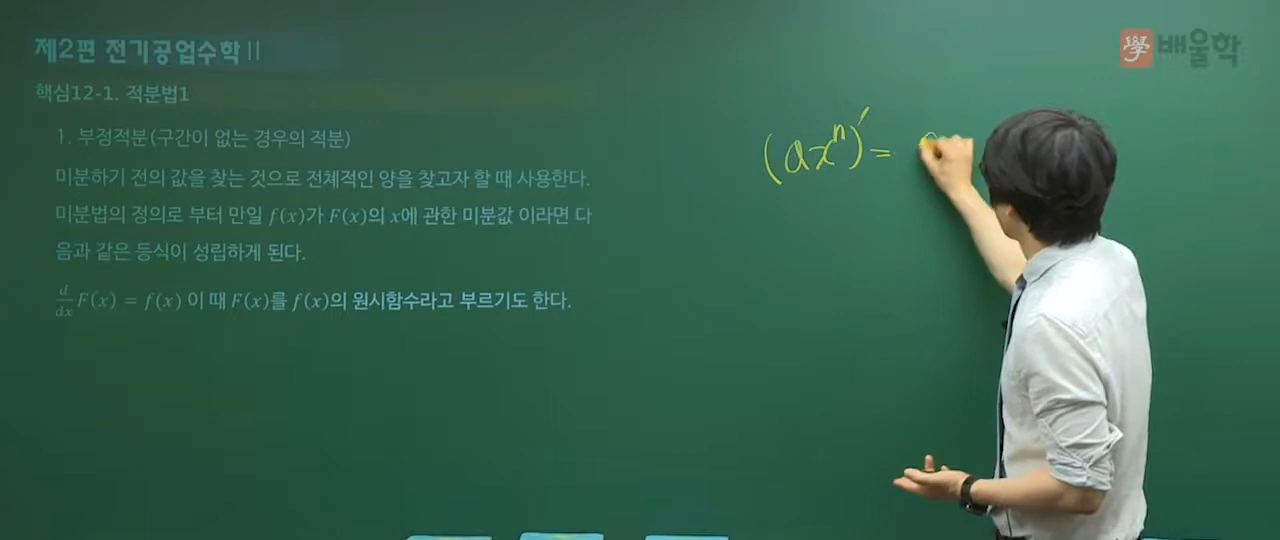 제2편 전기공업수학 II
핵심12-1. 적분법1
1. 부정적분(구간이 없는 경우의 적분)
미분하기 전의 값을 찾는 것으로 전체적인 양을 찾고자 할 때 사용한다.
미분법의 정의로 부터 만일 f(x)가 F(x)의 x에 관한 미분값 이라면 다
음과 같은 등식이 성립하게 된다.
d/dx F(x) = f(x) 이 때 F(x)를 f(x)의 원시함수라고 부르기도 한다.
(axⁿ)′ =
學 배울학